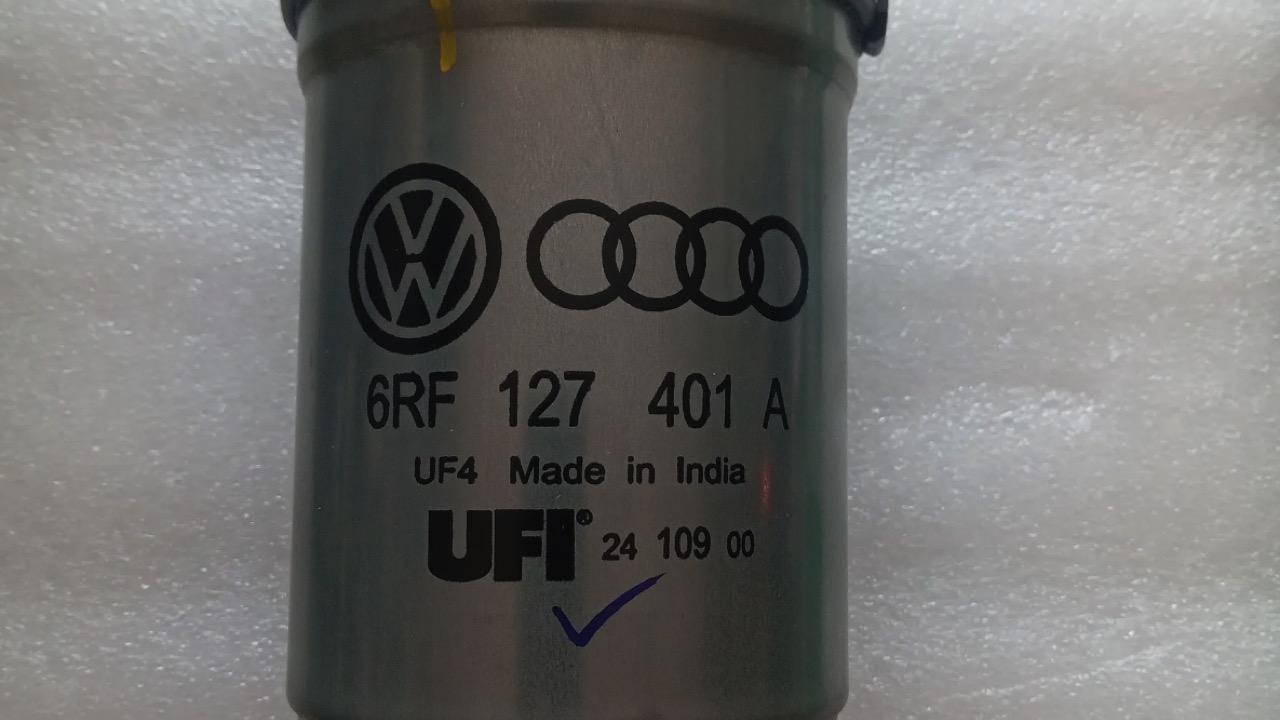 6RF 127 401 A
UF4 Made in India
UFI® 24 109 00